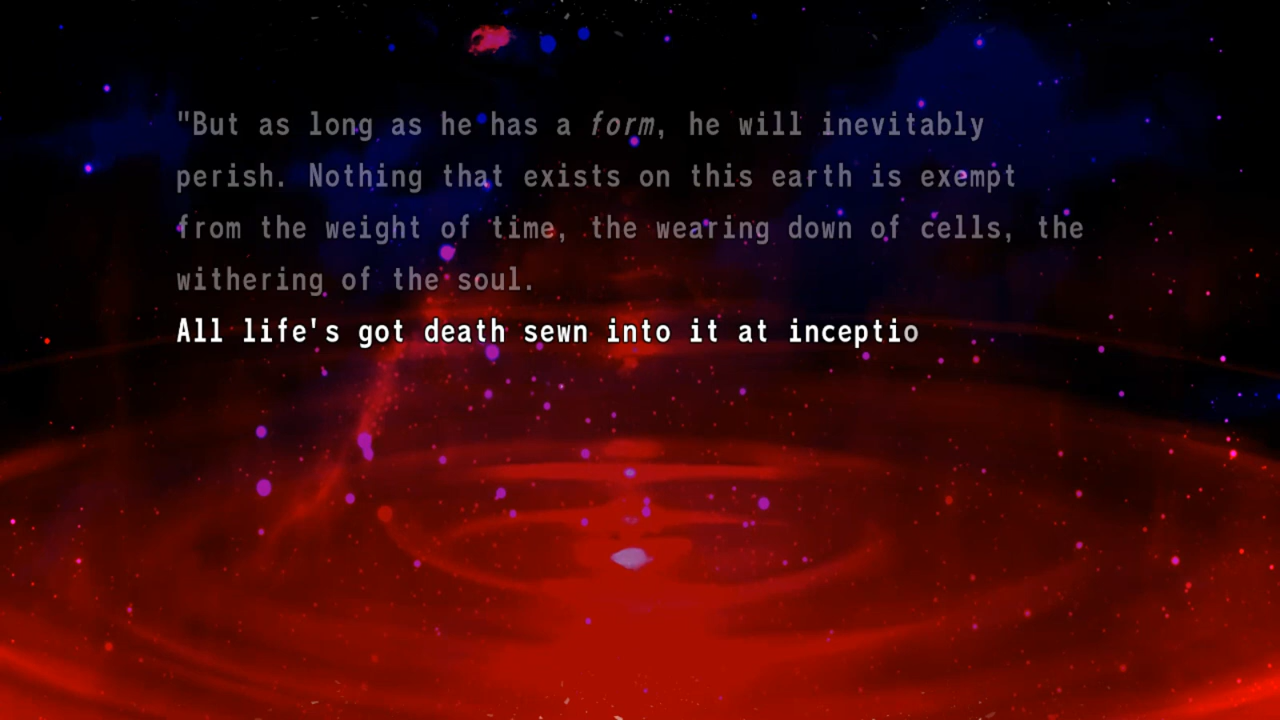 "But as long as he has a form, he will inevitably
perish. Nothing that exists on this earth is exempt
from the weight of time, the wearing down of cells, the
withering of the soul.
All life's got death sewn into it at inceptio